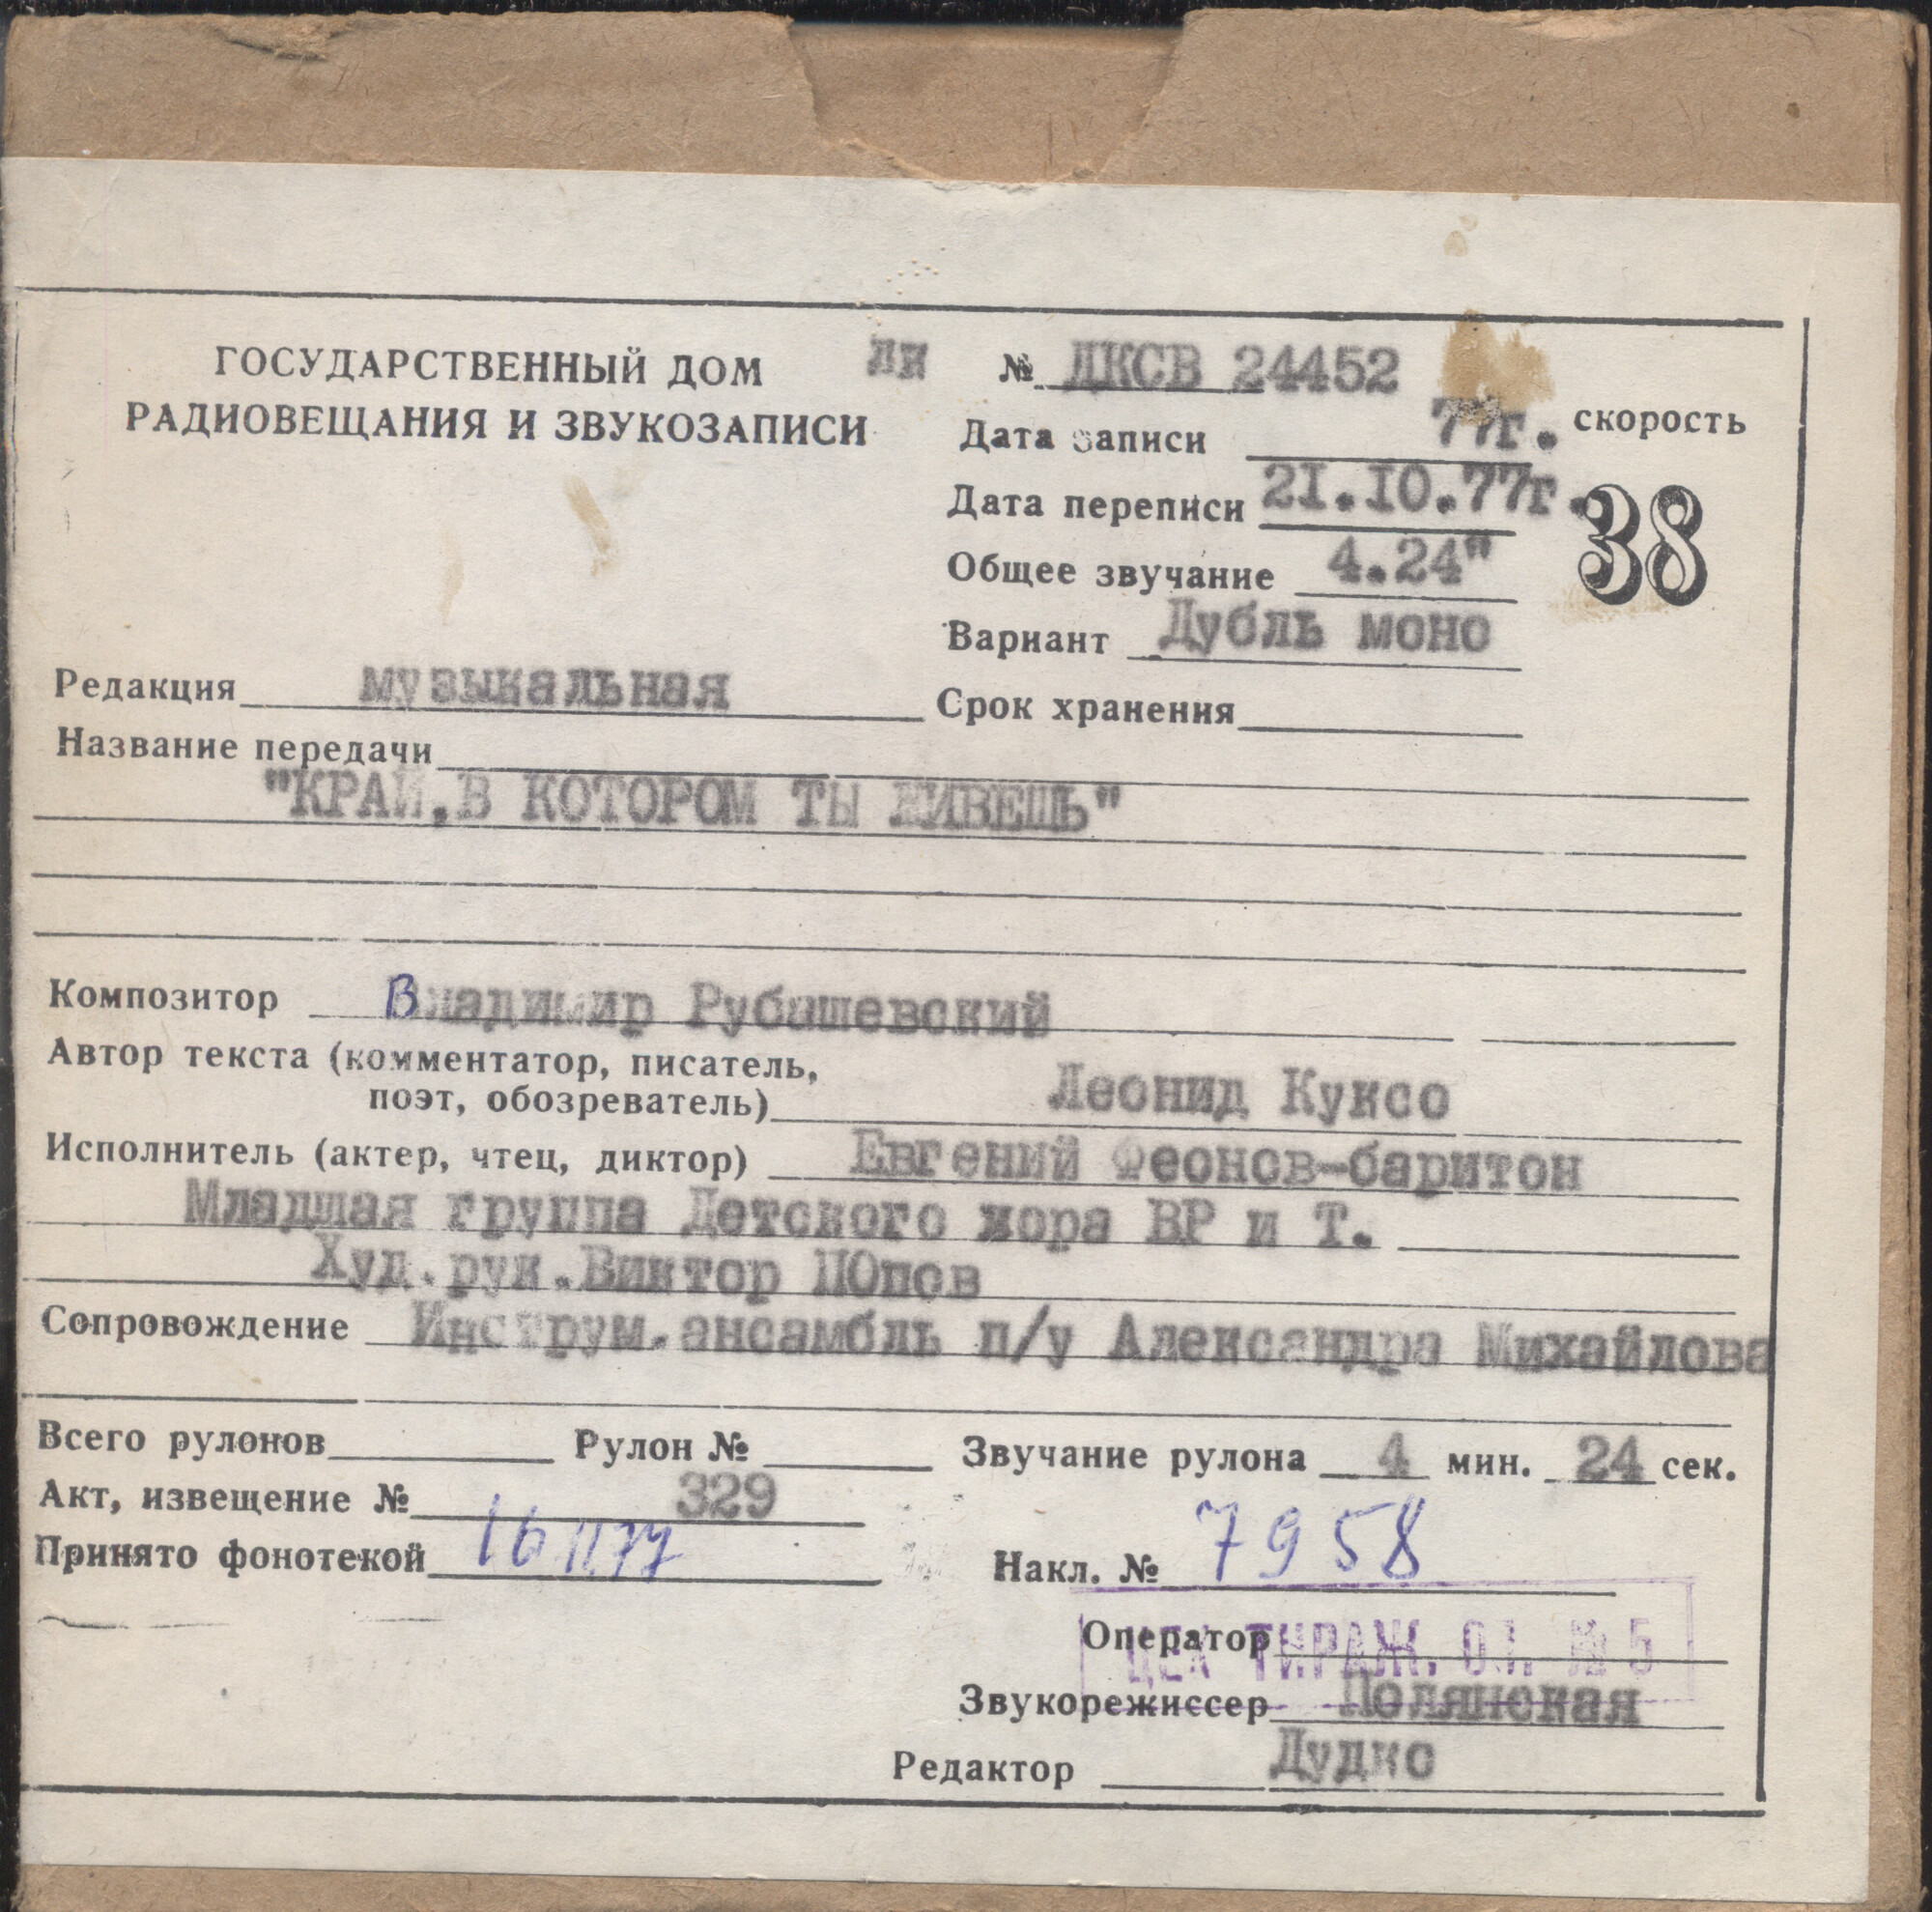 ГОСУДАРСТВЕННЫЙ ДОМ
РАДИОВЕЩАНИЯ И ЗВУКОЗАПИСИ
ли
№ ДКСВ 24452
Дата записи 77г.
скорость
Дата переписи 2I.IO.77г.
38
Общее звучание 4.24"
Вариант Дубль моно
Редакция музыкальная
Срок хранения
Название передачи
"КРАЙ,В КОТОРОМ ТЫ ЖИВЕШЬ"
Композитор Владимир Рубашевский
Автор текста (комментатор, писатель,
поэт, обозреватель) Леонид Куксо
Исполнитель (актер, чтец, диктор) Евгений Феонов-баритон
Младшая группа Детского хора ВР и Т.
Худ.рук.Виктор ПОпов
Сопровождение Инструм.ансамбль п/у Александра Михайлова
Всего рулонов Рулон № Звучание рулона 4 мин. 24 сек.
Акт, извещение № 329
Принято фонотекой 16 11 77
Накл. № 7958
Оператор
ЦЕХ ТИРАЖ. ОТ. № 5
Звукорежиссер Полянская
Редактор Дудко